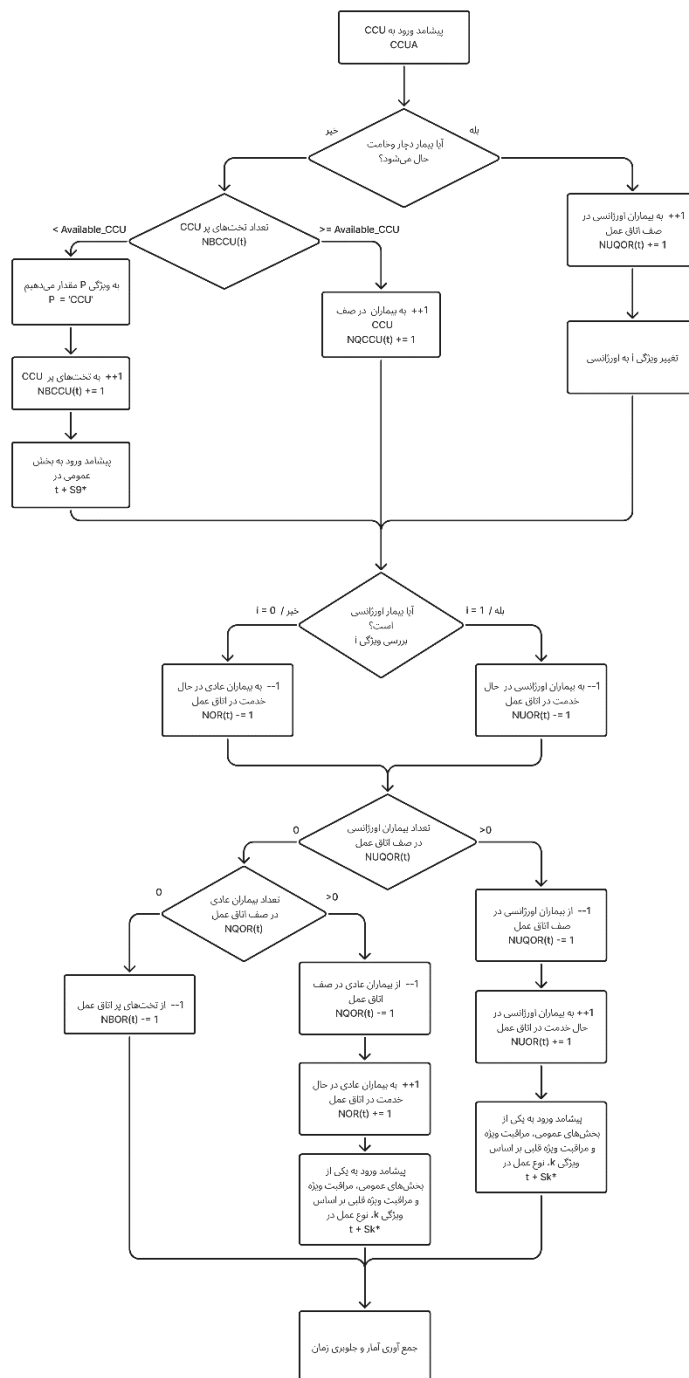 پیشامد ورود به CCU
CCUA
آیا بیمار دچار وخامت
حال می‌شود؟
خیر
بله
تعداد تخت‌های پر CCU
NBCCU(t)
< Available_CCU
>= Available_CCU
++1 به بیماران اورژانسی در
صف اتاق عمل
NUQOR(t) += 1
به ویژگی P مقدار می‌دهیم
P = 'CCU'
++1 به بیماران در صف
CCU
NQCCU(t) += 1
تغییر ویژگی i به اورژانسی
++1 به تخت‌های پر CCU
NBCCU(t) += 1
پیشامد ورود به بخش
عمومی در
t + S9*
آیا بیمار اورژانسی
است؟
بررسی ویژگی i
خیر / i = 0
بله / i = 1
--1 به بیماران عادی در حال
خدمت در اتاق عمل
NOR(t) -= 1
--1 به بیماران اورژانسی در حال
خدمت در اتاق عمل
NUOR(t) -= 1
تعداد بیماران اورژانسی
در صف اتاق عمل
NUQOR(t)
0
>0
تعداد بیماران عادی
در صف اتاق عمل
NQOR(t)
0
>0
--1 از بیماران اورژانسی در
صف اتاق عمل
NUQOR(t) -= 1
--1 از تخت‌های پر اتاق عمل
NBOR(t) -= 1
--1 از بیماران عادی در صف
اتاق عمل
NQOR(t) -= 1
++1 به بیماران اورژانسی در
حال خدمت در اتاق عمل
NUOR(t) += 1
++1 به بیماران عادی در حال
خدمت در اتاق عمل
NOR(t) += 1
پیشامد ورود به یکی از
بخش‌های عمومی، مراقبت ویژه
و مراقبت ویژه قلبی بر اساس
ویژگی k، نوع عمل در
t + Sk*
پیشامد ورود به یکی از
بخش‌های عمومی، مراقبت ویژه
و مراقبت ویژه قلبی بر اساس
ویژگی k، نوع عمل در
t + Sk*
جمع آوری آمار و جلوبری زمان